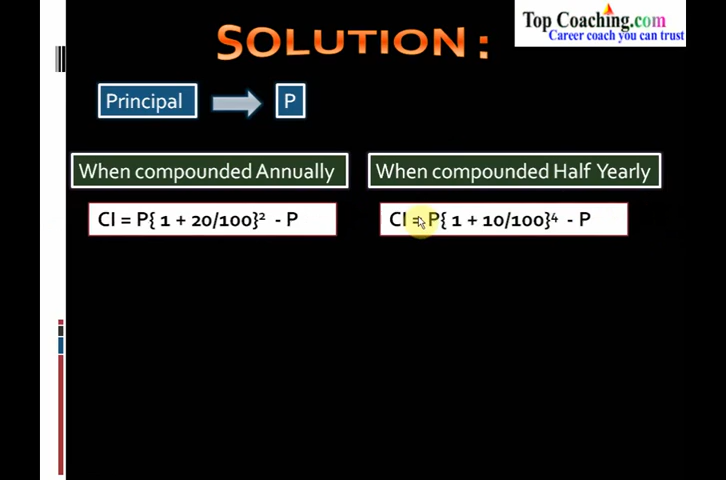 Top Coaching.com
Career coach you can trust
SOLUTION :
Principal
P
When compounded Annually
When compounded Half Yearly
CI = P{ 1 + 20/100}² - P
CI = P{ 1 + 10/100}⁴ - P